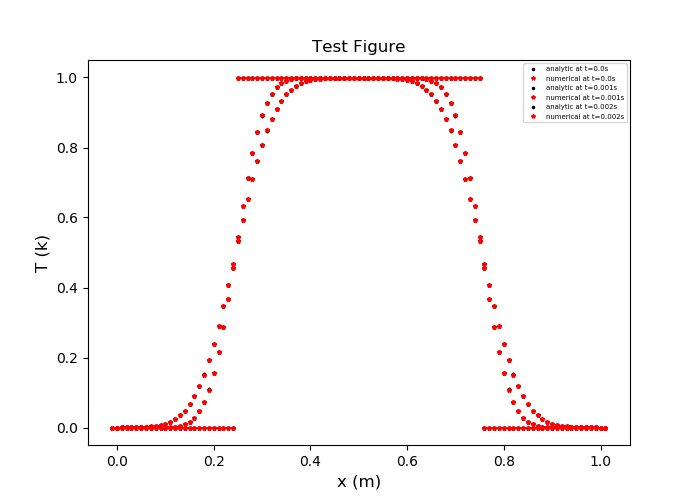 Test Figure
analytic at t=0.0s
numerical at t=0.0s
analytic at t=0.001s
numerical at t=0.001s
analytic at t=0.002s
numerical at t=0.002s
T (k)
1.0
0.8
0.6
0.4
0.2
0.0
0.0 0.2 0.4 0.6 0.8 1.0
x (m)